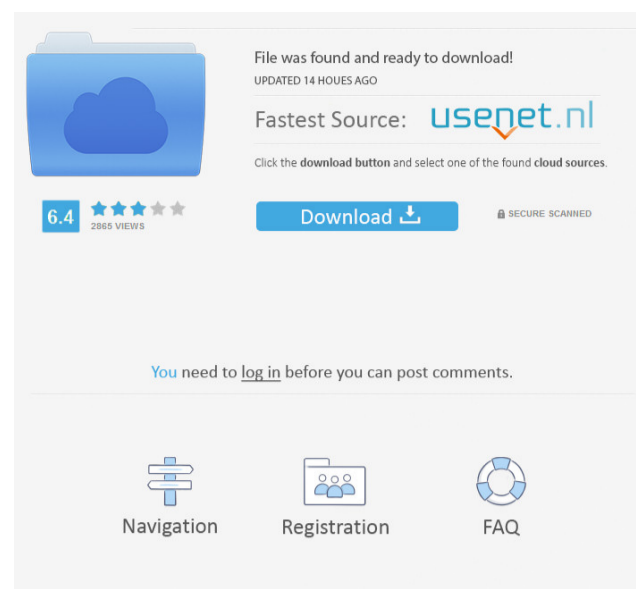 File was found and ready to download!
UPDATED 14 HOUES AGO
Fastest Source: usenet.nl
Click the download button and select one of the found cloud sources.
6.4
2865 VIEWS
Download
SECURE SCANNED
You need to log in before you can post comments.
Navigation
Registration
FAQ